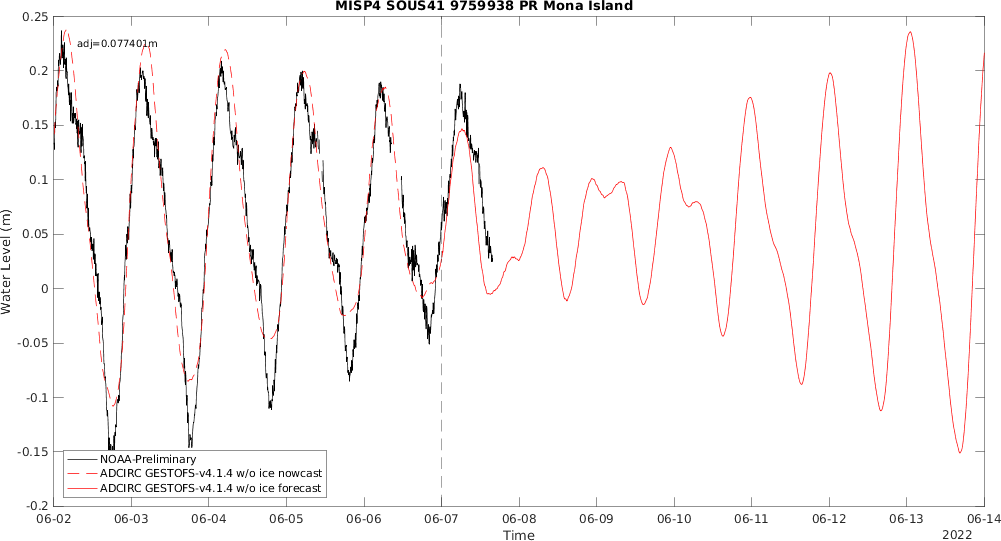 MISP4 SOUS41 9759938 PR Mona Island
adj=0.077401m
0.25
0.2
0.15
0.1
0.05
0
-0.05
-0.1
-0.15
-0.2
Water Level (m)
NOAA-Preliminary
ADCIRC GESTOFS-v4.1.4 w/o ice nowcast
ADCIRC GESTOFS-v4.1.4 w/o ice forecast
06-02 06-03 06-04 06-05 06-06 06-07 06-08 06-09 06-10 06-11 06-12 06-13 06-14
Time
2022